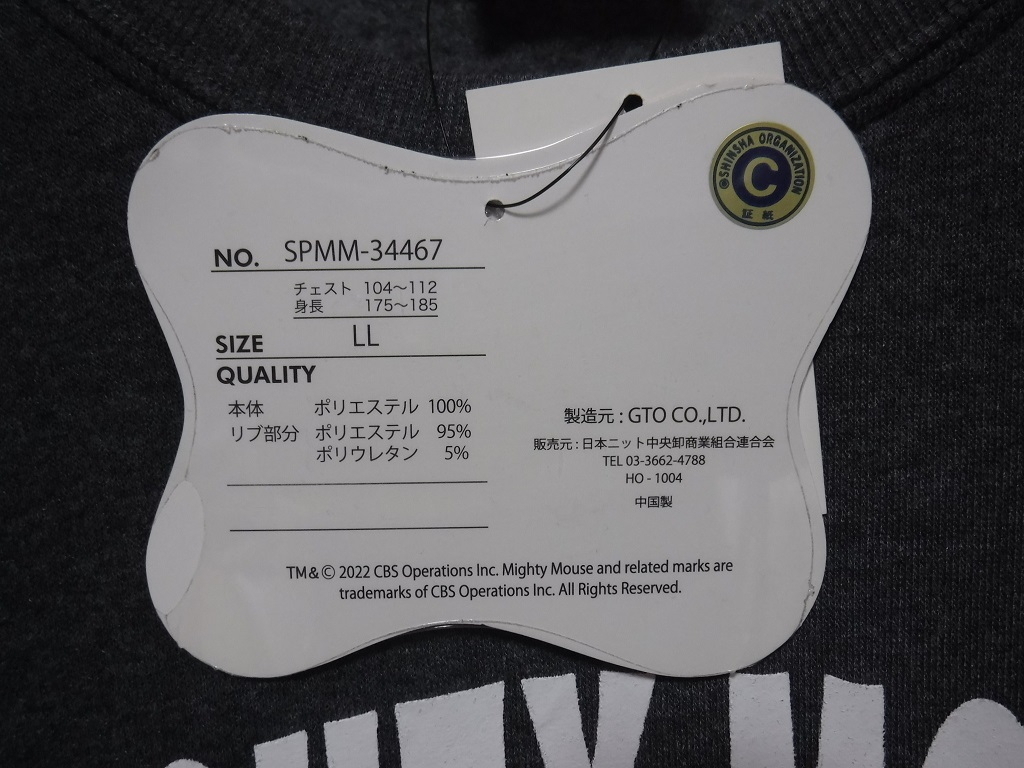 ©SHINSHA ORGANIZATION
C
証紙
NO. SPMM-34467
チェスト 104～112
身長 175～185
SIZE LL
QUALITY
本体 ポリエステル 100%
リブ部分 ポリエステル 95%
ポリウレタン 5%
製造元 : GTO CO.,LTD.
販売元 : 日本ニット中央卸商業組合連合会
TEL 03-3662-4788
HO - 1004
中国製
TM & © 2022 CBS Operations Inc. Mighty Mouse and related marks are
trademarks of CBS Operations Inc. All Rights Reserved.